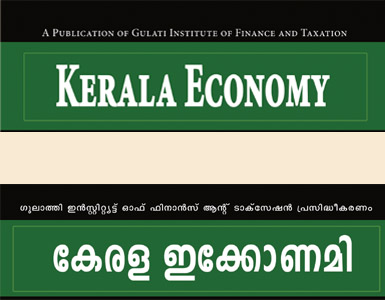 A Publication of Gulati Institute of Finance and Taxation
Kerala Economy
ഗുലാത്തി ഇൻസ്റ്റിറ്റ്യൂട്ട് ഓഫ് ഫിനാൻസ് ആന്റ് ടാക്സേഷൻ പ്രസിദ്ധീകരണം
കേരള ഇക്കോണമി